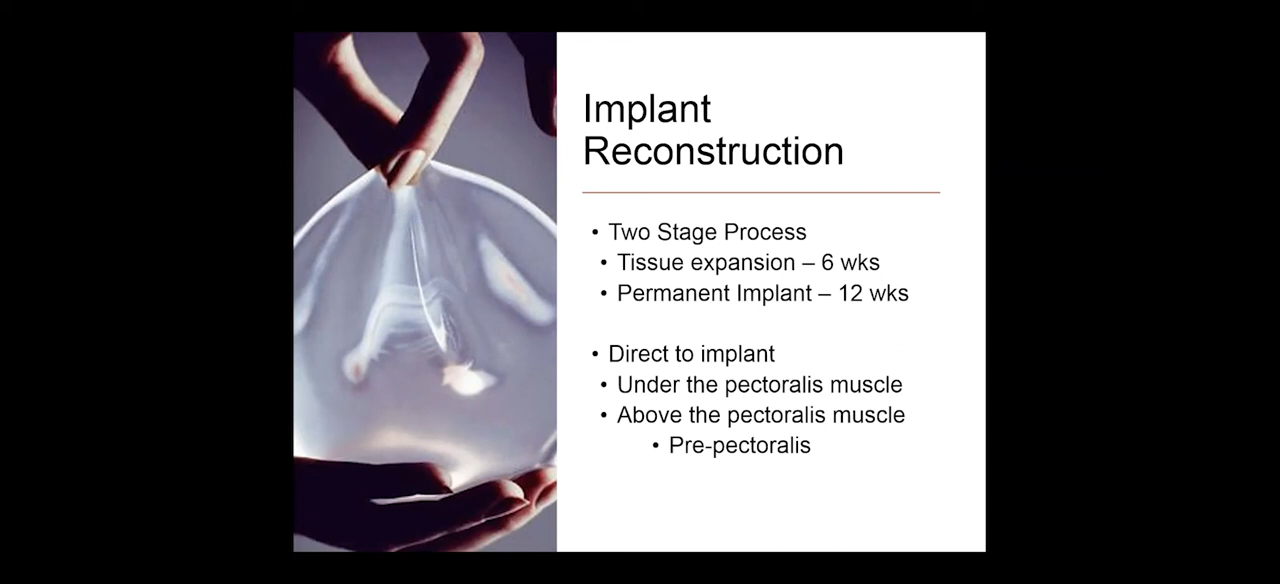 Implant
Reconstruction
• Two Stage Process
• Tissue expansion – 6 wks
• Permanent Implant – 12 wks
• Direct to implant
• Under the pectoralis muscle
• Above the pectoralis muscle
• Pre-pectoralis